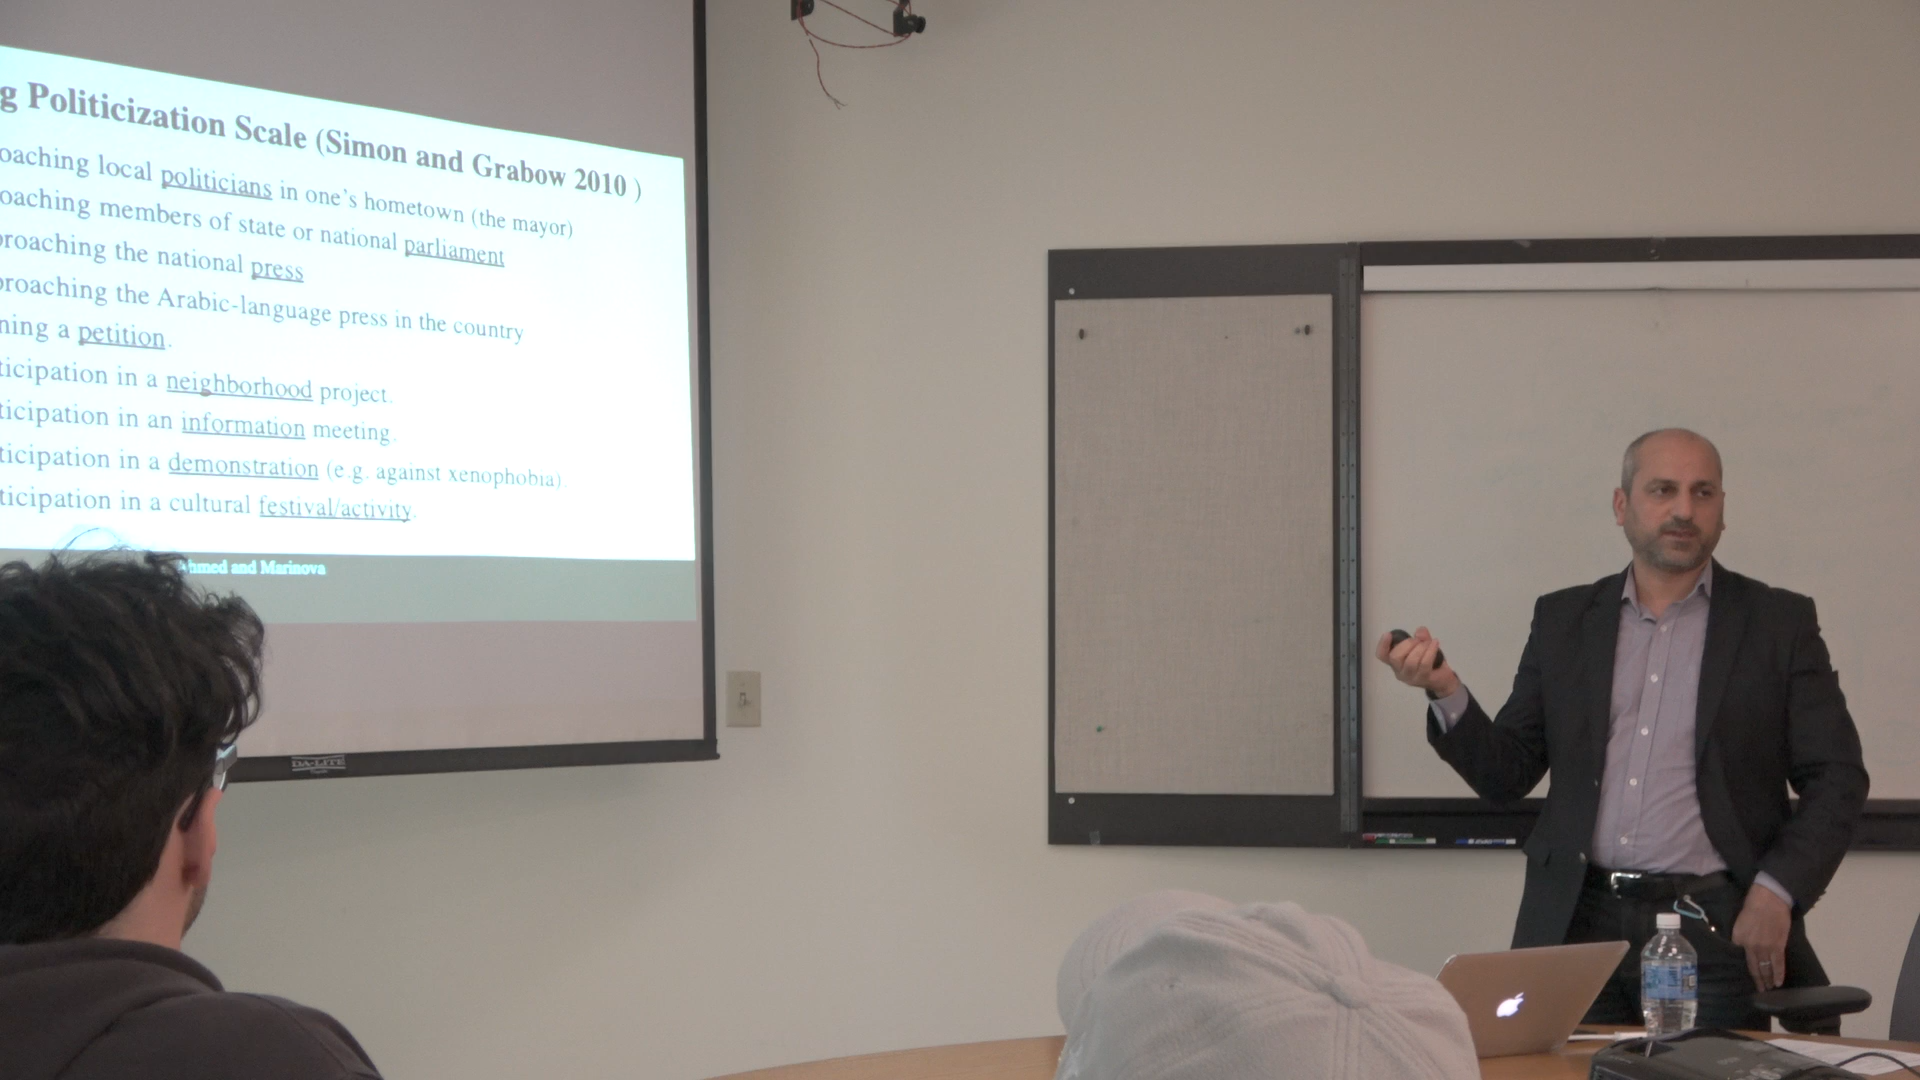 g Politicization Scale (Simon and Grabow 2010 )
oaching local politicians in one's hometown (the mayor)
oaching members of state or national parliament
proaching the national press
proaching the Arabic-language press in the country
ning a petition.
ticipation in a neighborhood project.
ticipation in an information meeting.
ticipation in a demonstration (e.g. against xenophobia).
ticipation in a cultural festival/activity.
Ahmed and Marinova
DA-LITE